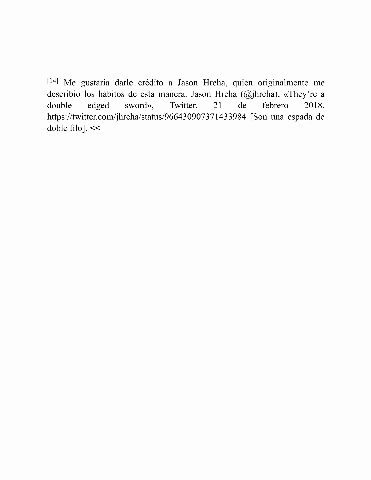 [14] Me gustaría darle crédito a Jason Hreha, quien originalmente me
describió los hábitos de esta manera. Jason Hreha (@jhreha), «They're a
double edged sword», Twitter, 21 de febrero 2018,
https://twitter.com/jhreha/status/966430907371433984 [Son una espada de
doble filo]. <<